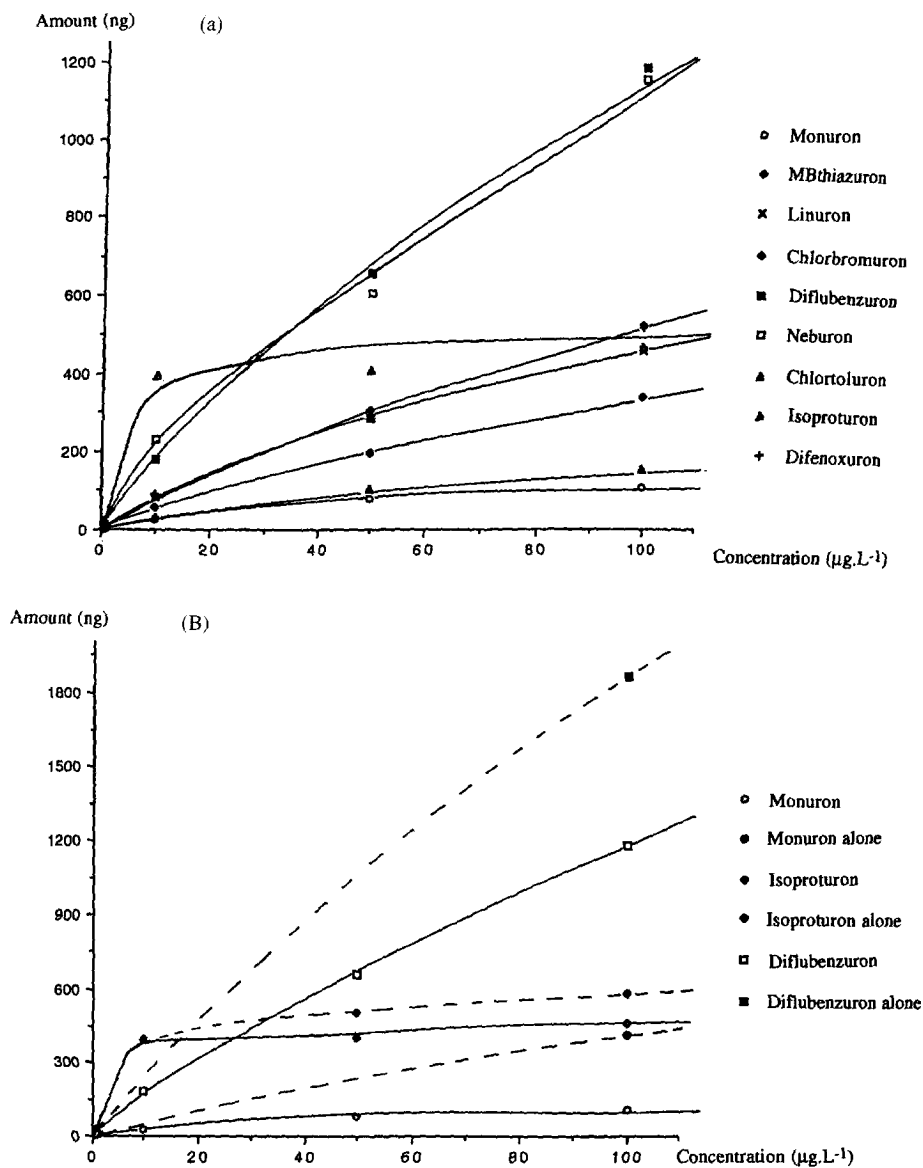 Amount (ng)
(a)
1200
1000
800
600
400
200
0
0
20
40
60
80
100
Concentration (µg.L-1)
Monuron
MBthiazuron
Linuron
Chlorbromuron
Diflubenzuron
Neburon
Chlortoluron
Isoproturon
Difenoxuron
Amount (ng)
(B)
1800
1500
1200
900
600
300
0
0
20
40
60
80
100
Concentration (µg.L-1)
Monuron
Monuron alone
Isoproturon
Isoproturon alone
Diflubenzuron
Diflubenzuron alone